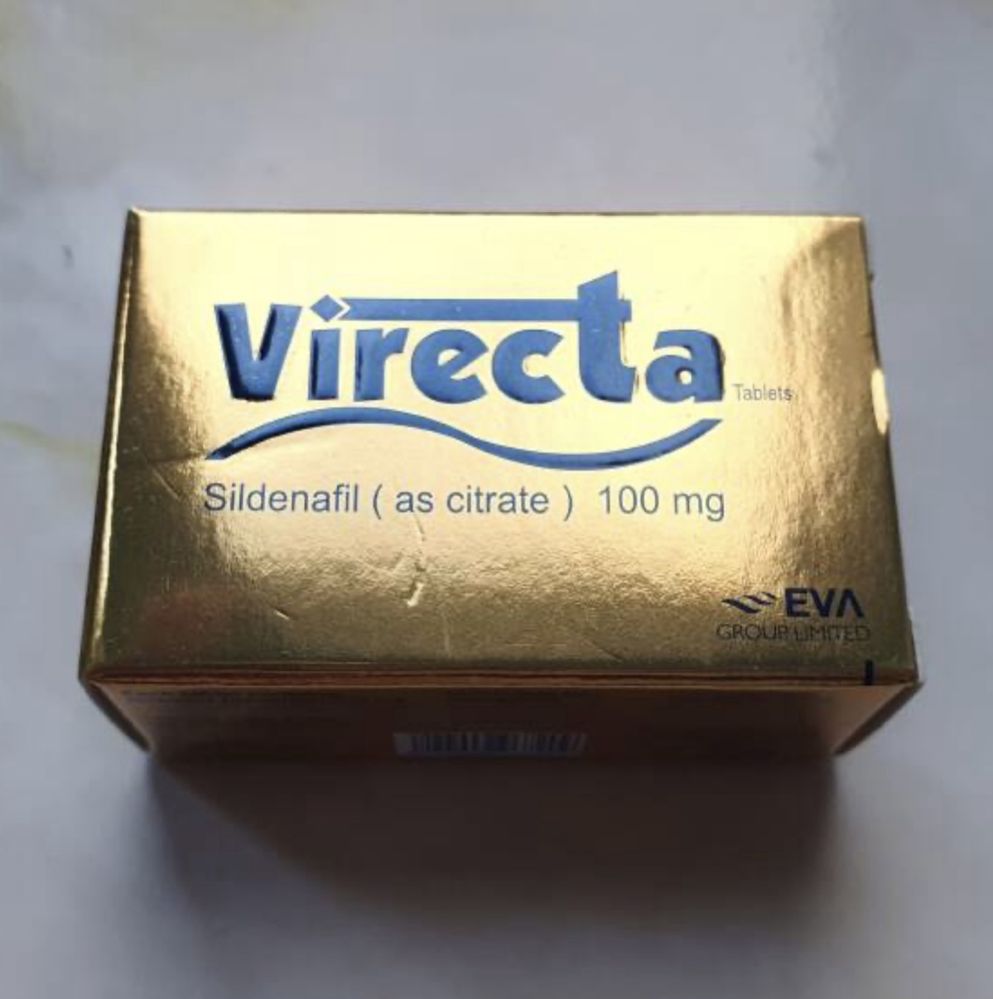 Virecta
Tablets
Sildenafil ( as citrate ) 100 mg
EVA
GROUP LIMITED